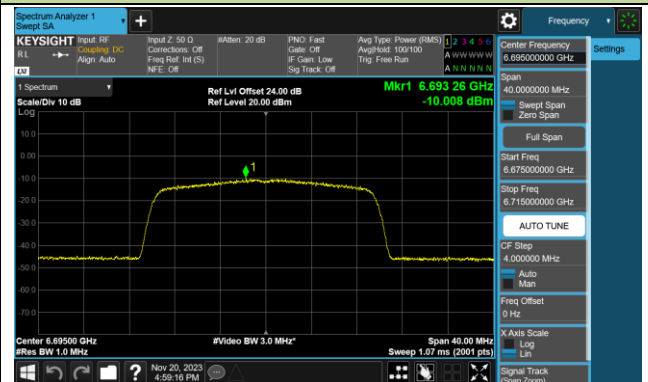 Spectrum Analyzer 1
Swept SA
Frequency
KEYSIGHT
Input: RF
Coupling: DC
Align: Auto
Input Z: 50 Ω
Corrections: Off
Freq Ref: Int (S)
NFE: Off
#Atten: 20 dB
PNO: Fast
Gate: Off
IF Gain: Low
Sig Track: Off
Avg Type: Power (RMS)
Avg|Hold: 100/100
Trig: Free Run
1 2 3 4 5 6
A W W W W W
A N N N N N
RL
LXI
Center Frequency
6.695000000 GHz
Settings
Span
40.0000000 MHz
Swept Span
Zero Span
Full Span
Start Freq
6.675000000 GHz
Stop Freq
6.715000000 GHz
AUTO TUNE
CF Step
4.000000 MHz
Auto
Man
Freq Offset
0 Hz
X Axis Scale
Log
Lin
Signal Track
(Span Zoom)
1 Spectrum
Scale/Div 10 dB
Log
Ref Lvl Offset 24.00 dB
Ref Level 20.00 dBm
Mkr1 6.693 26 GHz
-10.008 dBm
10.0
0.00
-10.0
-20.0
-30.0
-40.0
-50.0
-60.0
-70.0
1
Center 6.69500 GHz
#Res BW 1.0 MHz
#Video BW 3.0 MHz*
Span 40.00 MHz
Sweep 1.07 ms (2001 pts)
Nov 20, 2023
4:59:16 PM